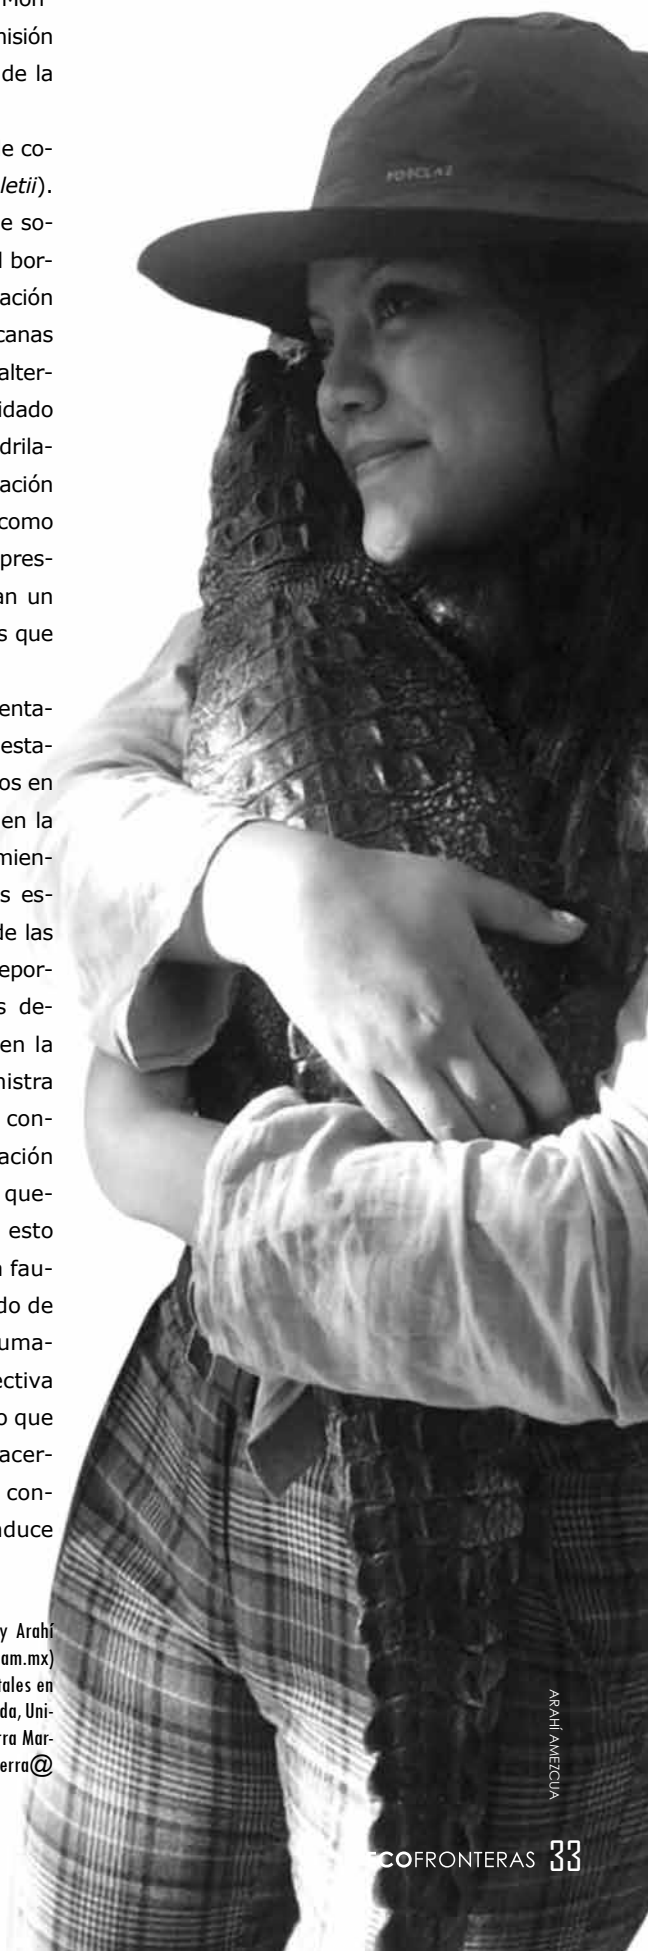 misión
de la
e co-
letii).
e so-
l bor-
ación
canas
alter-
idado
drila-
ación
como
pres-
an un
s que
enta-
esta-
os en
en la
mien-
s es-
de las
epor-
s de-
en la
nistra
con-
ación
que-
esto
a fau-
do de
uma-
ectiva
o que
acer-
con-
nduce
y Arahí
am.mx)
tales en
da, Uni-
rra Mar-
erra@
ARAHÍ AMEZCUA
ECOFRONTERAS 33